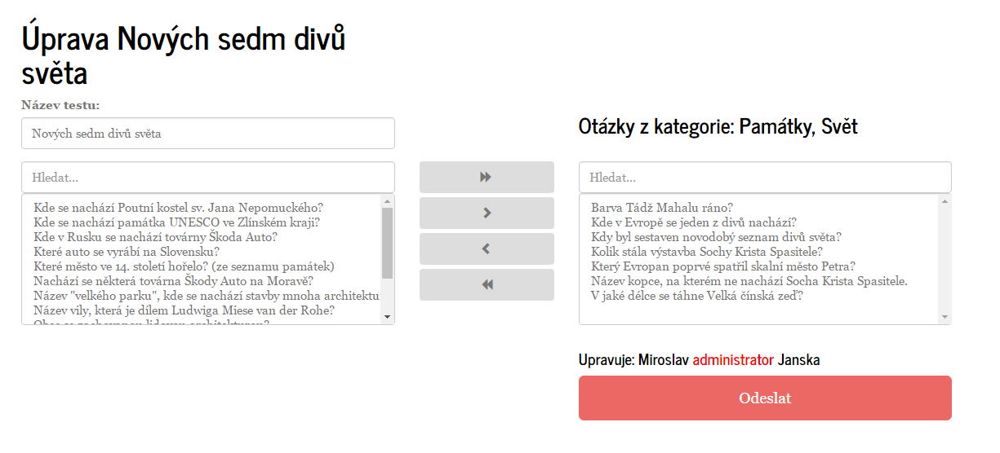 Úprava Nových sedm divů
světa
Název testu:
Nových sedm divů světa
Otázky z kategorie: Památky, Svět
Hledat...
Kde se nachází Poutní kostel sv. Jana Nepomuckého?
Kde se nachází památka UNESCO ve Zlínském kraji?
Kde v Rusku se nachází továrny Škoda Auto?
Které auto se vyrábí na Slovensku?
Které město ve 14. století hořelo? (ze seznamu památek)
Nachází se některá továrna Škody Auto na Moravě?
Název "velkého parku", kde se nachází stavby mnoha architektu
Název vily, která je dílem Ludwiga Miese van der Rohe?
Obec se zachovanou lidovou architekturou?
Hledat...
Barva Tádž Mahalu ráno?
Kde v Evropě se jeden z divů nachází?
Kdy byl sestaven novodobý seznam divů světa?
Kolik stála výstavba Sochy Krista Spasitele?
Který Evropan poprvé spatřil skalní město Petra?
Název kopce, na kterém ne nachází Socha Krista Spasitele.
V jaké délce se táhne Velká čínská zeď?
Upravuje: Miroslav administrator Janska
Odeslat